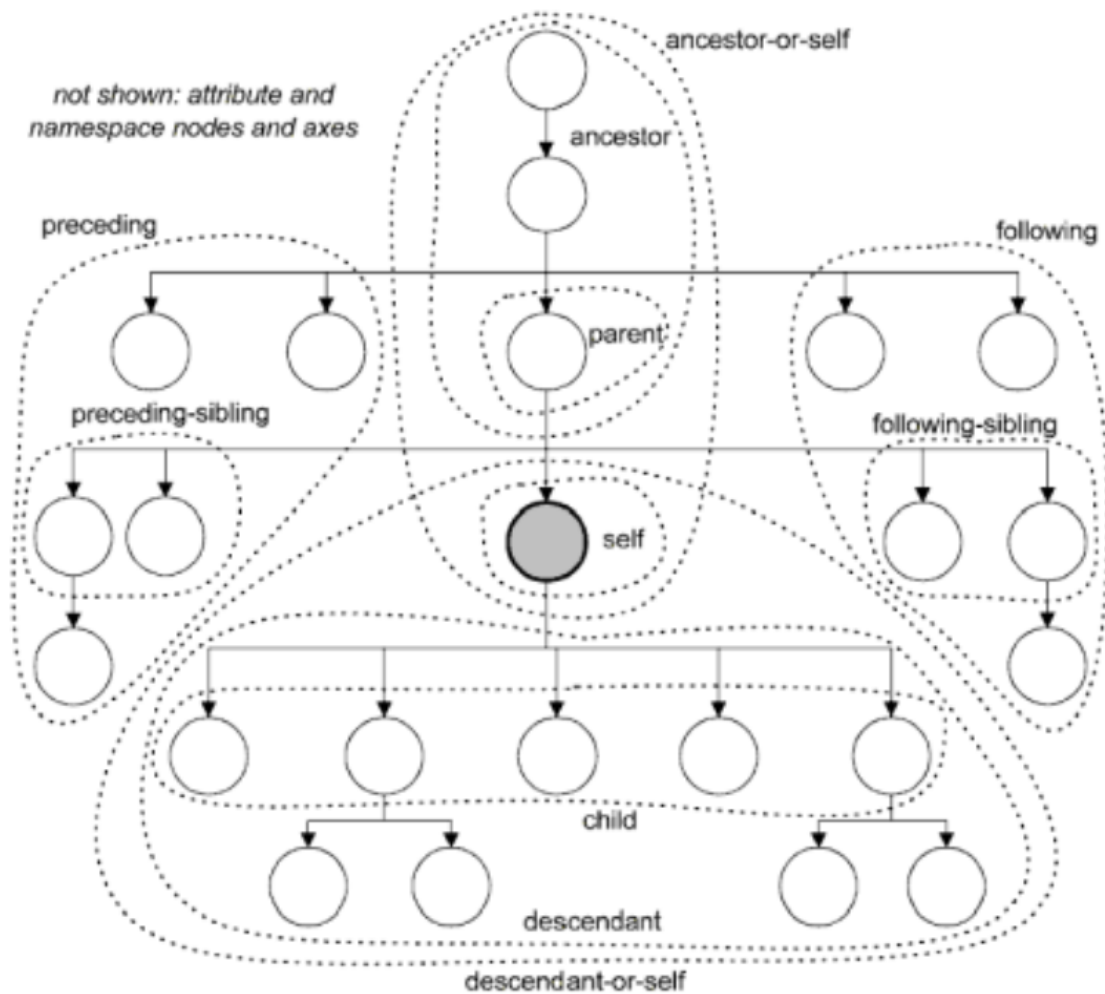 ancestor-or-self
not shown: attribute and
namespace nodes and axes
ancestor
preceding
following
parent
preceding-sibling
following-sibling
self
child
descendant
descendant-or-self